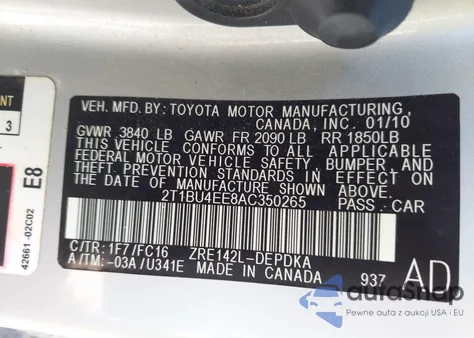 VEH. MFD. BY: TOYOTA MOTOR MANUFACTURING,
CANADA, INC. 01/10
GVWR 3840 LB GAWR FR 2090 LB RR 1850LB
THIS VEHICLE CONFORMS TO ALL APPLICABLE
FEDERAL MOTOR VEHICLE SAFETY, BUMPER, AND
THEFT PREVENTION STANDARDS IN EFFECT ON
THE DATE OF MANUFACTURE SHOWN ABOVE.
2T1BU4EE8AC350265 PASS. CAR
C/TR: 1F7/FC16 ZRE142L-DEPDKA
A/TM: -03A/U341E MADE IN CANADA 937 AD
3
E8
42661-02C02
autaShop
Pewne auta z aukcji USA i EU